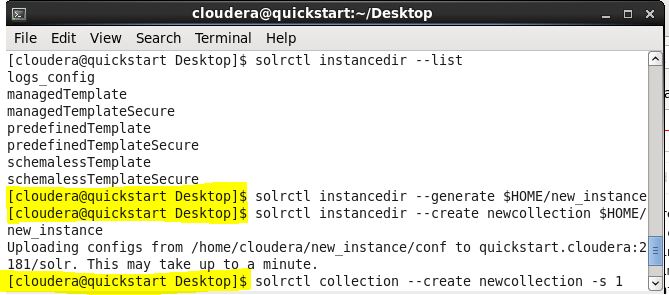 cloudera@quickstart:~/Desktop
File Edit View Search Terminal Help
[cloudera@quickstart Desktop]$ solrctl instancedir --list
logs_config
managedTemplate
managedTemplateSecure
predefinedTemplate
predefinedTemplateSecure
schemalessTemplate
schemalessTemplateSecure
[cloudera@quickstart Desktop]$ solrctl instancedir --generate $HOME/new_instance
[cloudera@quickstart Desktop]$ solrctl instancedir --create newcollection $HOME/
new_instance
Uploading configs from /home/cloudera/new_instance/conf to quickstart.cloudera:2
181/solr. This may take up to a minute.
[cloudera@quickstart Desktop]$ solrctl collection --create newcollection -s 1